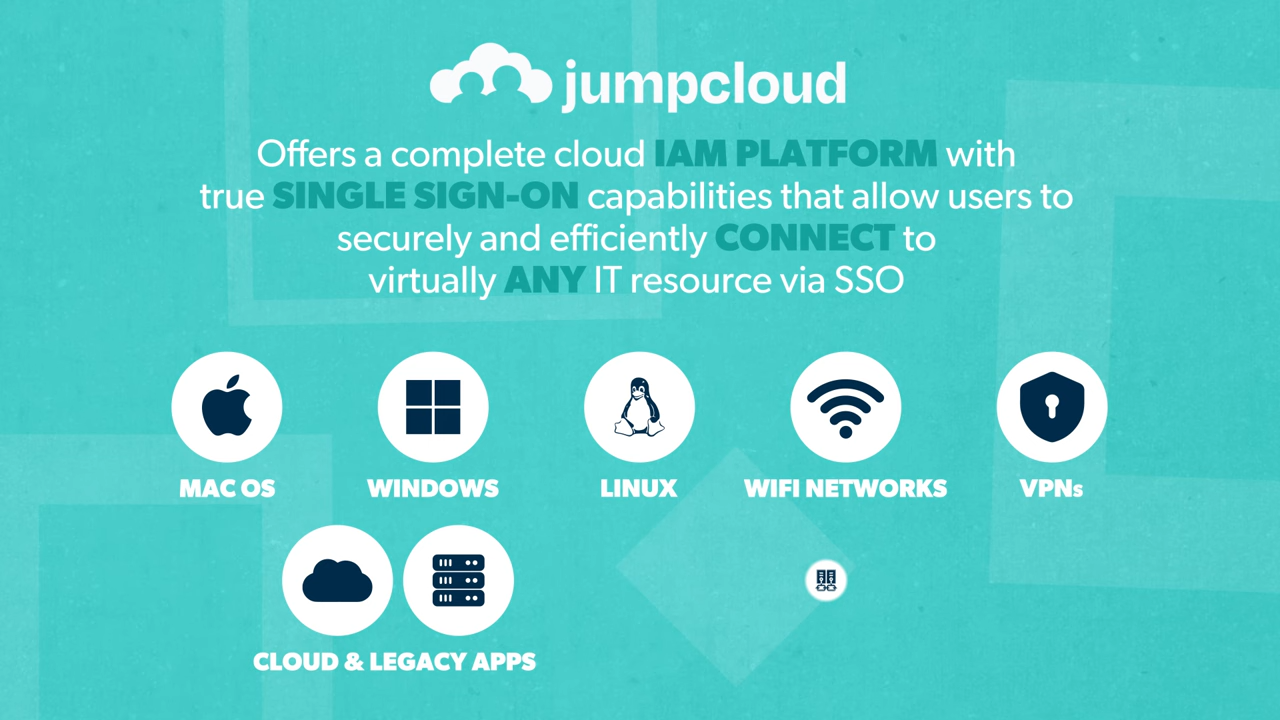 jumpcloud
Offers a complete cloud IAM PLATFORM with
true SINGLE SIGN-ON capabilities that allow users to
securely and efficiently CONNECT to
virtually ANY IT resource via SSO
MAC OS
WINDOWS
LINUX
WIFI NETWORKS
VPNs
CLOUD & LEGACY APPS